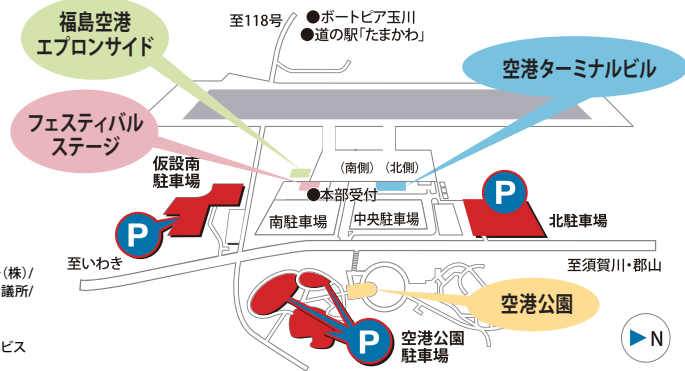 福島空港
エプロンサイド
至118号
●ボートピア玉川
●道の駅「たまかわ」
空港ターミナルビル
フェスティバル
ステージ
仮設南
駐車場
(南側)
(北側)
●本部受付
P
P
南駐車場
中央駐車場
北駐車場
至いわき
至須賀川・郡山
(株)/
議所/
空港公園
P
空港公園
駐車場
N
ビス